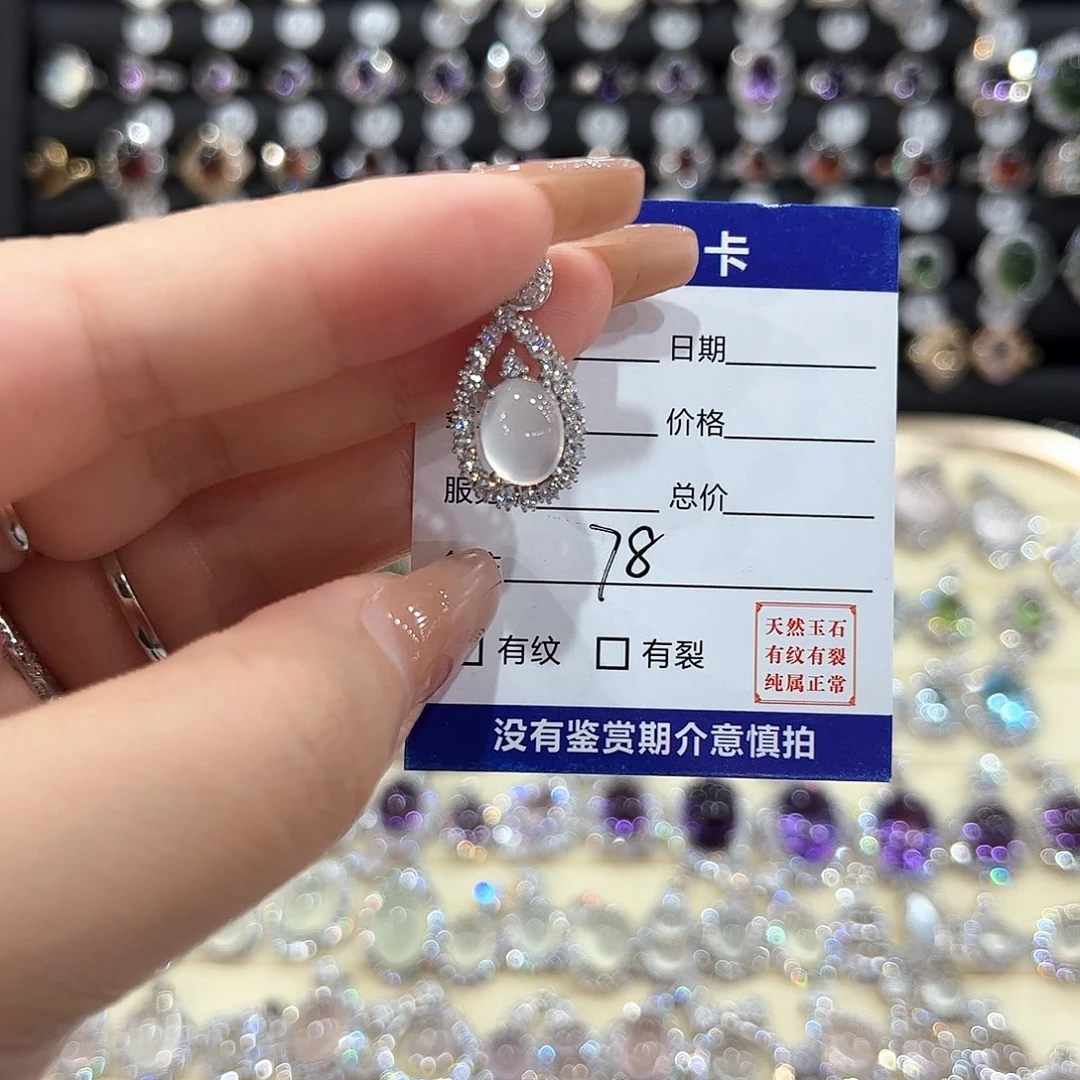 卡
日期
价格
服 总价
78
有纹 有裂
天然玉石
有纹有裂
纯属正常
没有鉴赏期介意慎拍